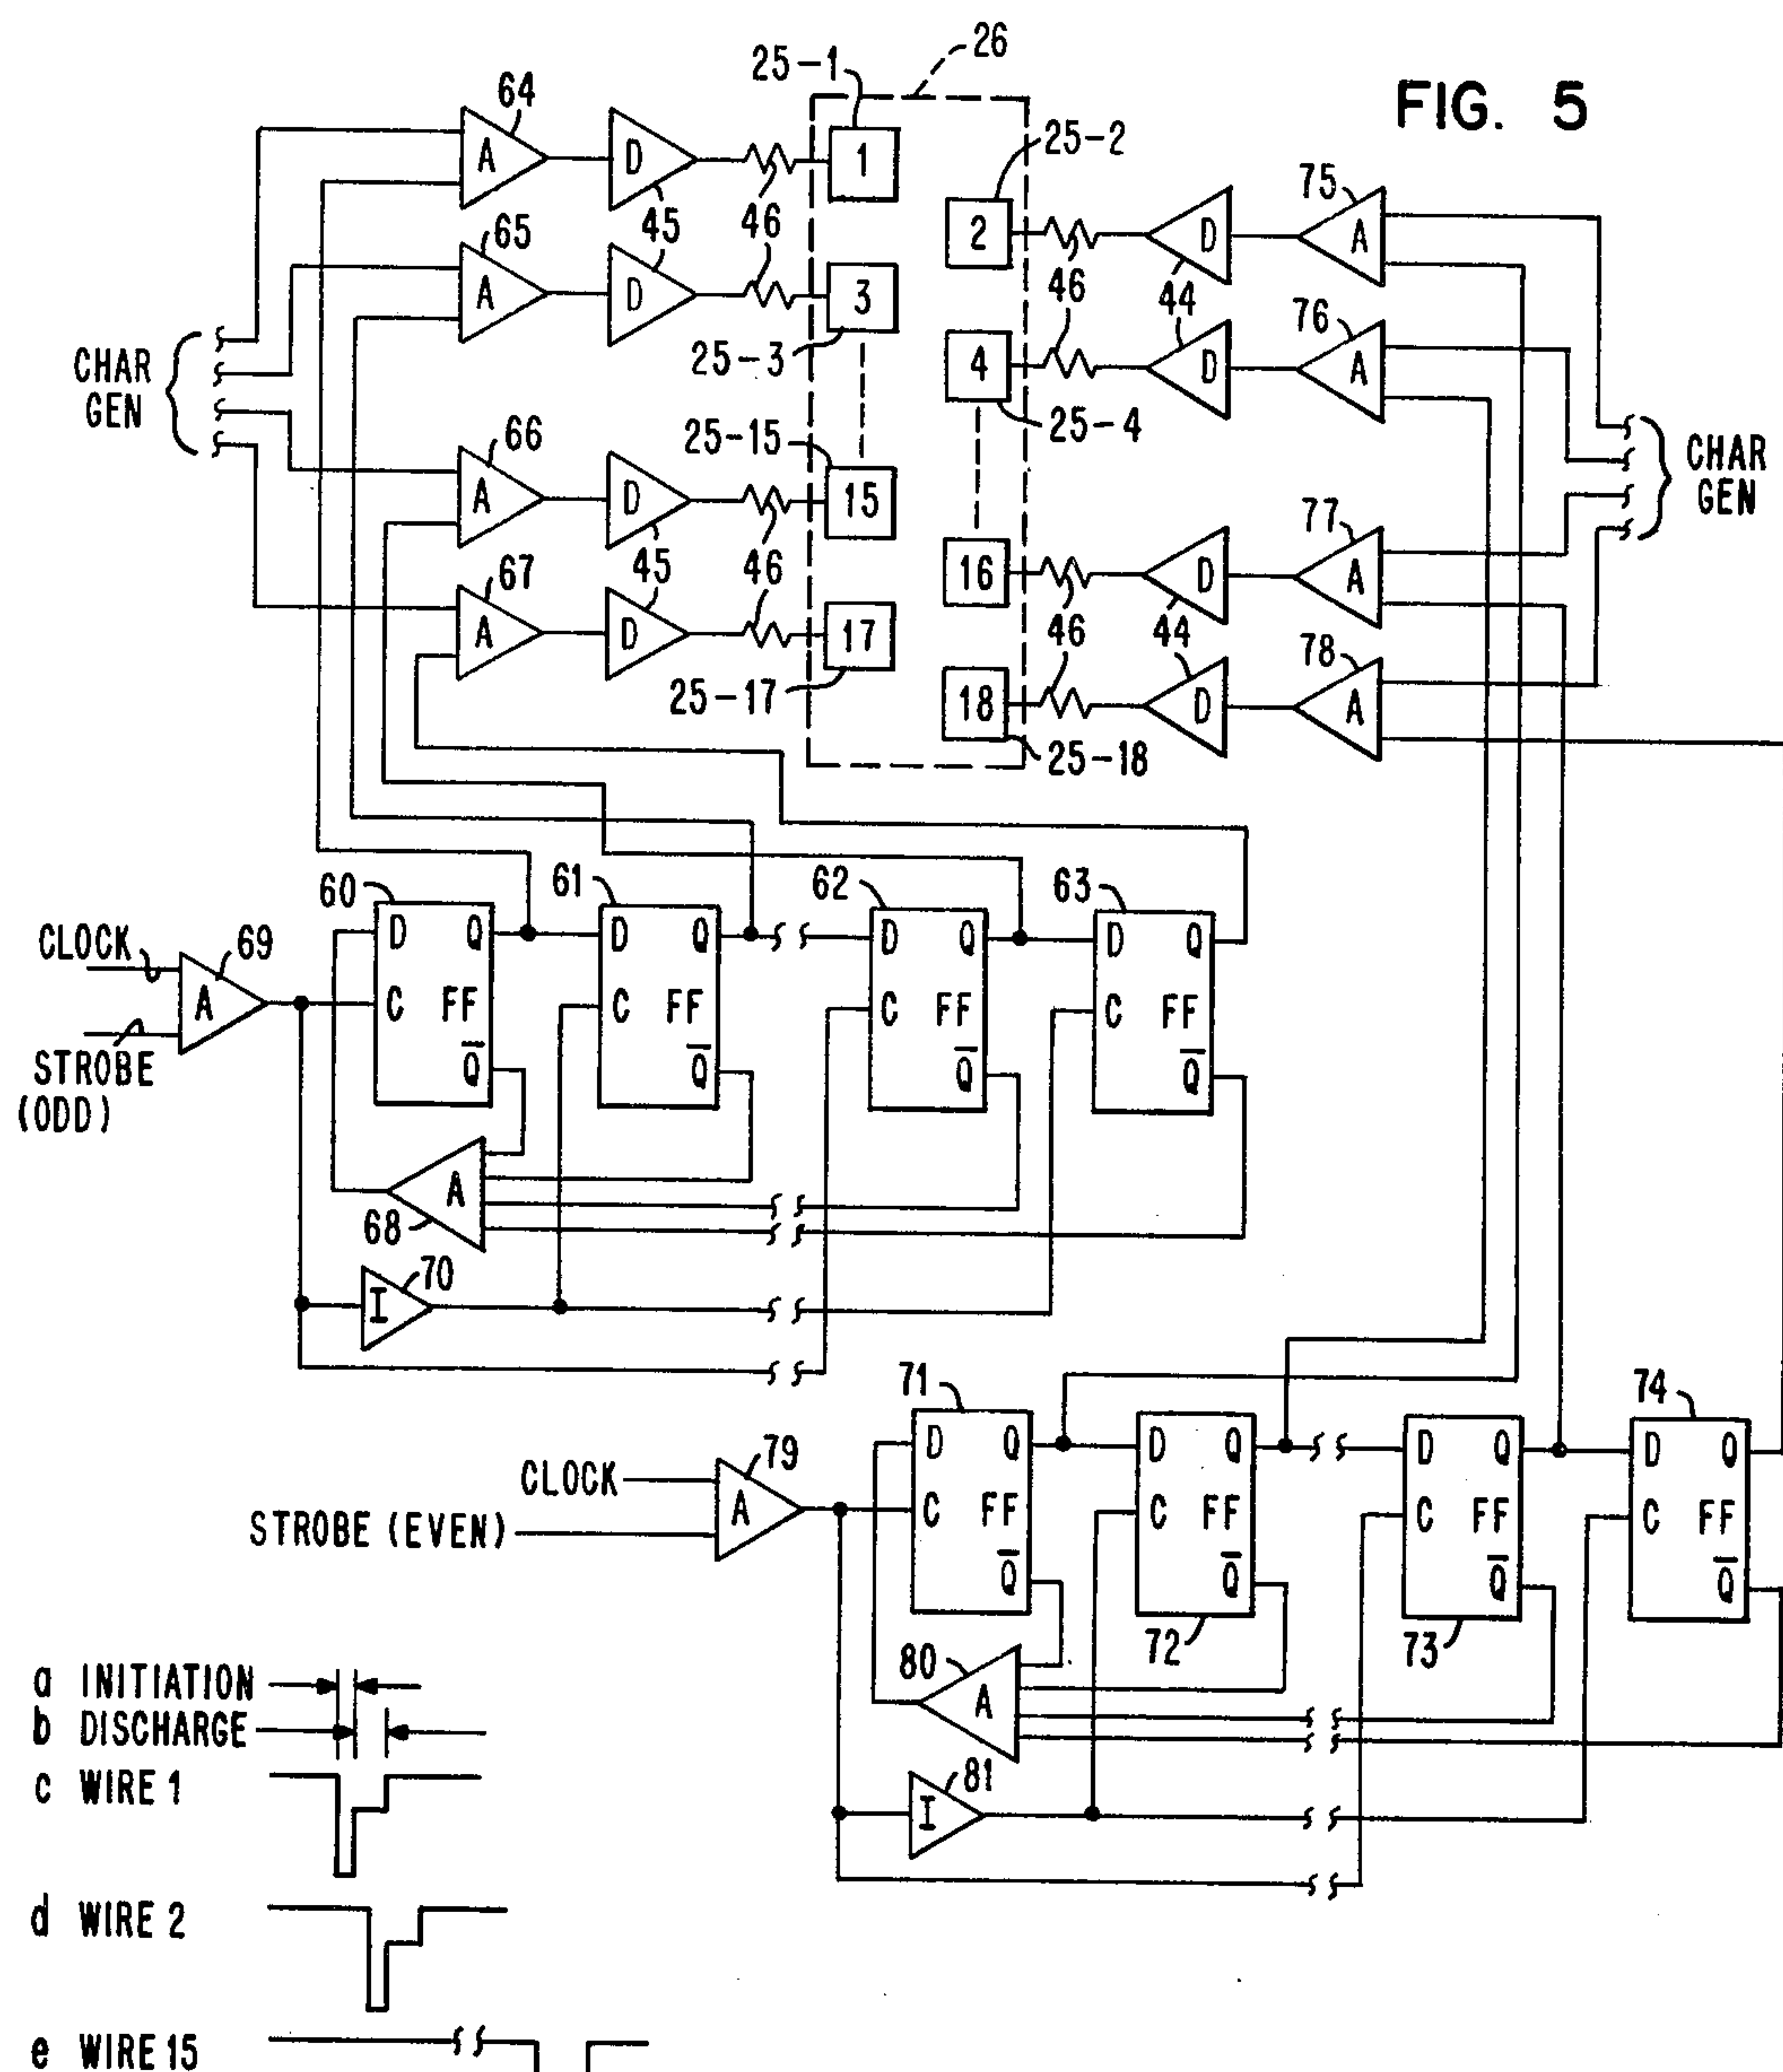 FIG. 5
26
25-1
64
A
D
1
25-2
45
46
75
65
2
D
A
A
D
3
46
44
76
45
25-3
CHAR
GEN
4
D
A
25-4
46
66
25-15
CHAR
GEN
A
D
15
77
67
45
46
16
D
A
46
44
78
A
D
17
25-17
18
D
A
25-18
60
61
62
63
CLOCK
69
A
STROBE
(ODD)
D Q
C FF
Q̅
D Q
C FF
Q̅
D Q
C FF
Q̅
D Q
C FF
Q̅
A
68
70
I
71
74
CLOCK
79
STROBE (EVEN)
A
D Q
C FF
Q̅
D Q
C FF
Q̅
D Q
C FF
Q̅
D Q
C FF
Q̅
72
73
80
A
81
I
a INITIATION
b DISCHARGE
c WIRE 1
d WIRE 2
e WIRE 15